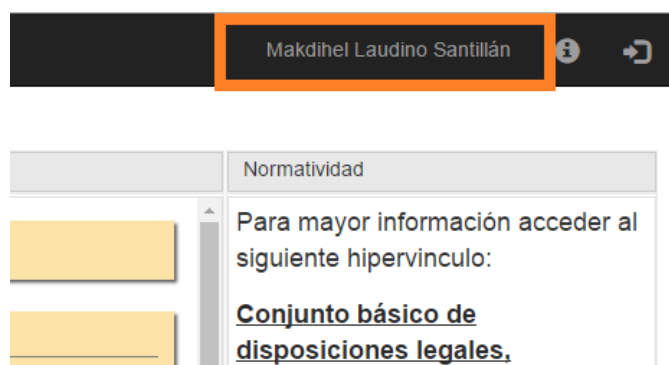 Makdihel Laudino Santillán
Normatividad
Para mayor información acceder al
siguiente hipervinculo:
Conjunto básico de
disposiciones legales,